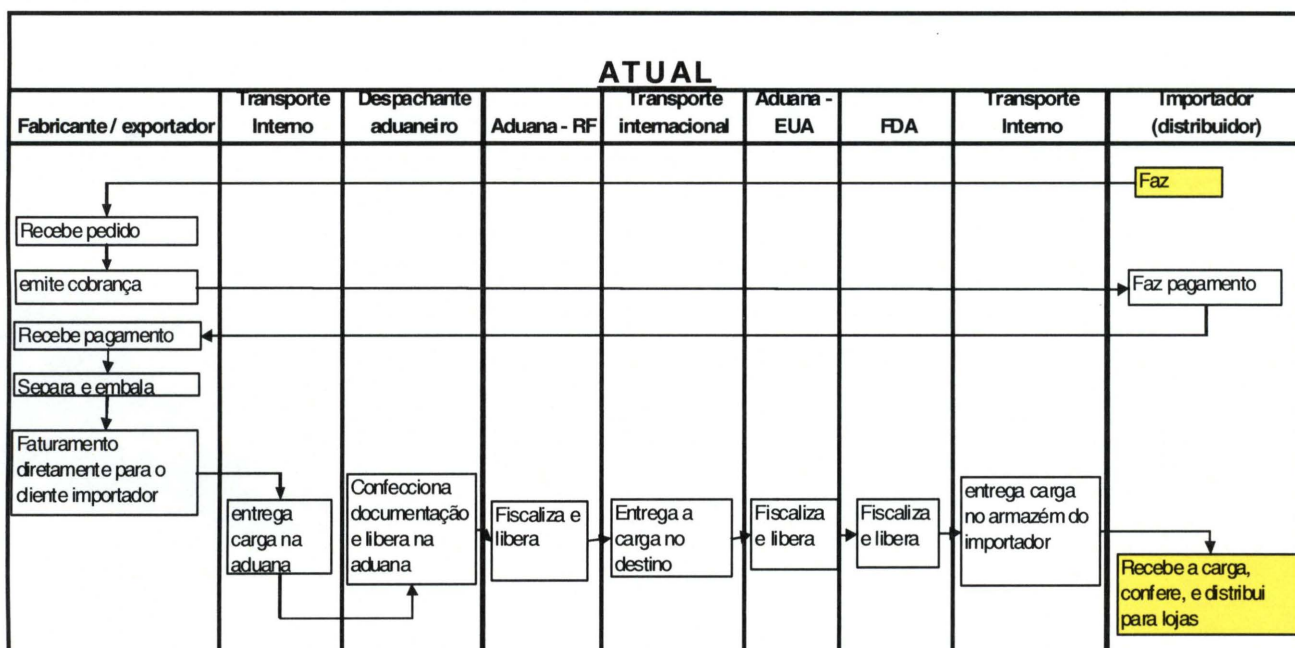 ATUAL
Fabricante / exportador
Transporte
Interno
Despachante
aduaneiro
Aduana - RF
Transporte
internacional
Aduana -
EUA
FDA
Transporte
Interno
Importador
(distribuidor)
Faz
Recebe pedido
emite cobrança
Faz pagamento
Recebe pagamento
Separa e embala
Faturamento
diretamente para o
cliente importador
entrega
carga na
aduana
Confecciona
documentação
e libera na
aduana
Fiscaliza e
libera
Entrega a
carga no
destino
Fiscaliza
e libera
Fiscaliza
e libera
entrega carga
no armazém do
importador
Recebe a carga,
confere, e distribui
para lojas